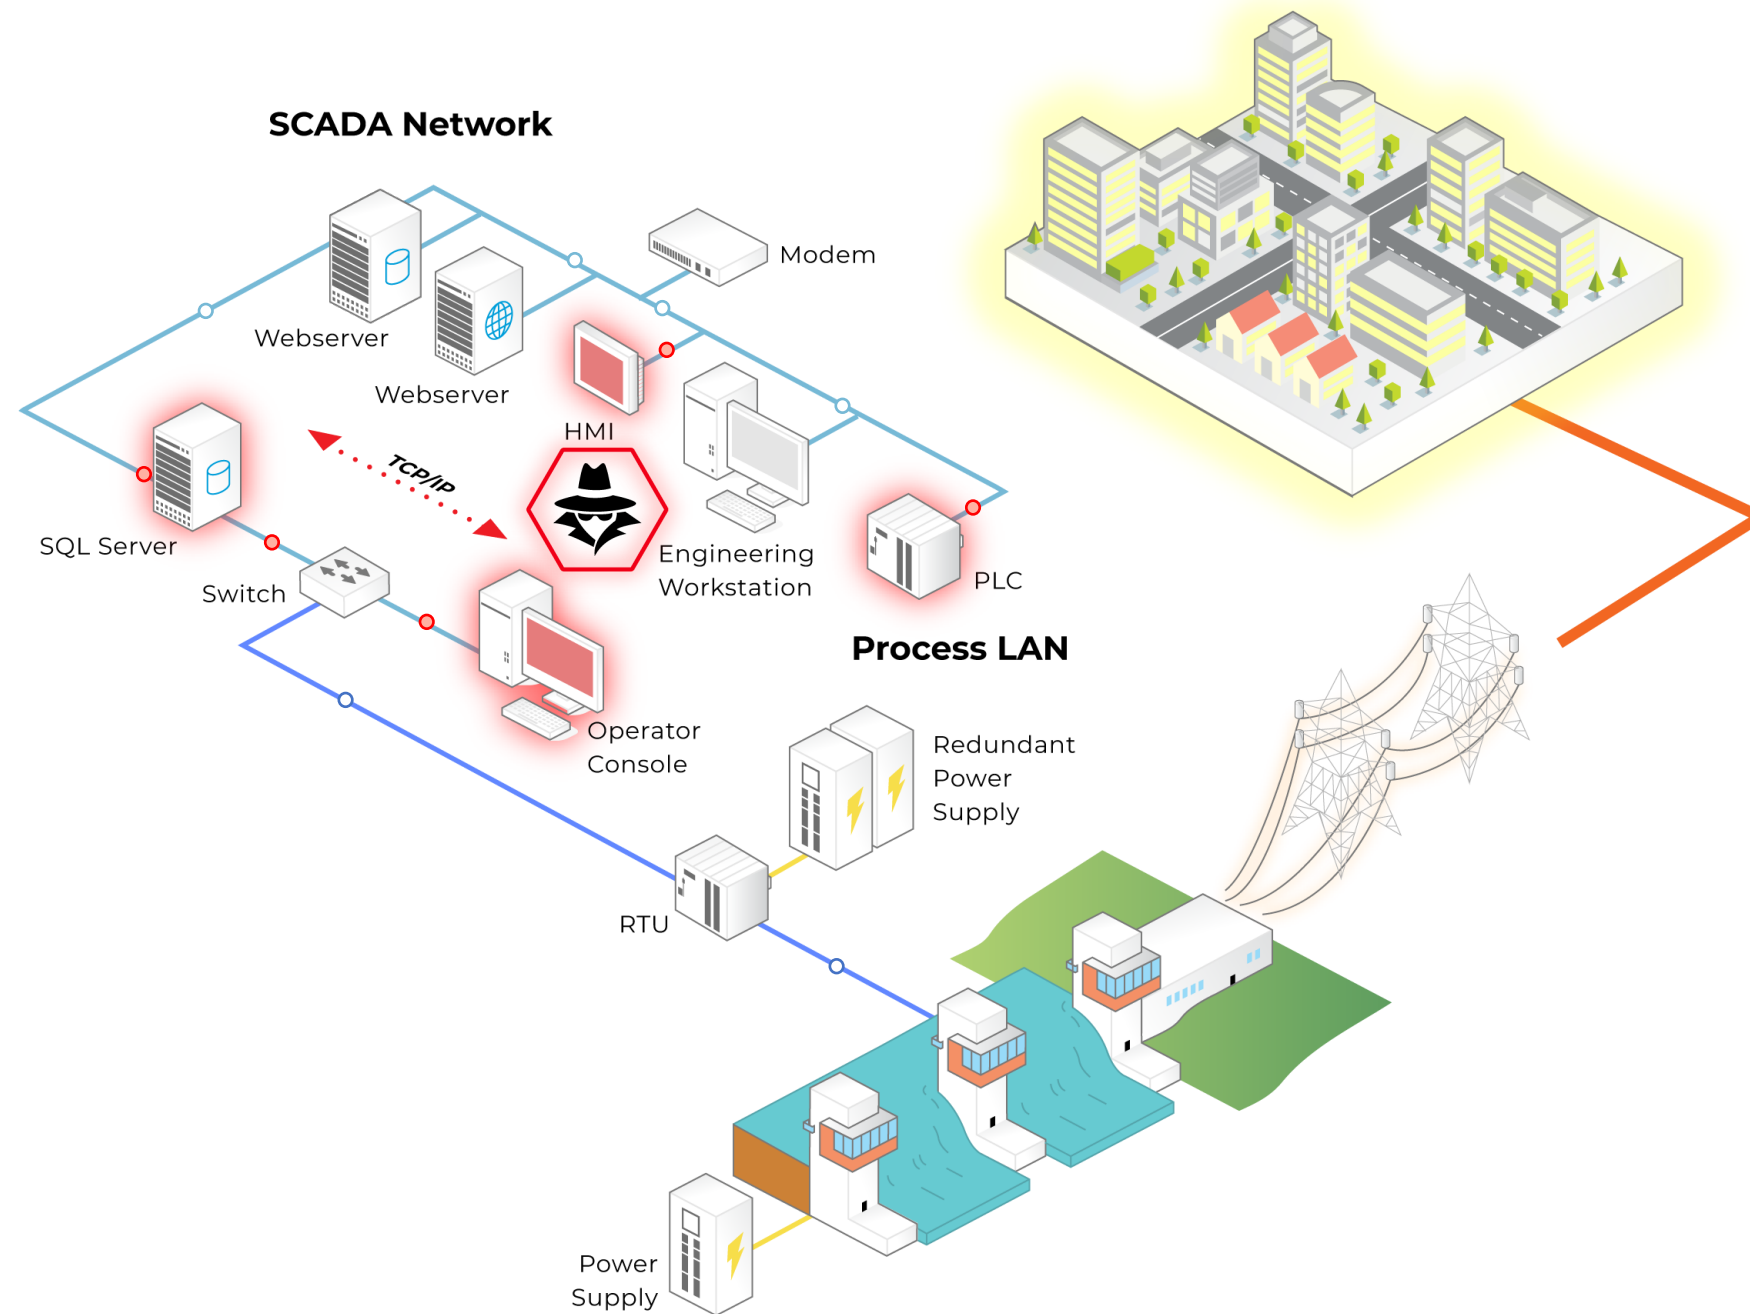 SCADA Network
Modem
Webserver
Webserver
HMI
TCP/IP
SQL Server
Engineering
Workstation
Switch
PLC
Process LAN
Operator
Console
Redundant
Power
Supply
RTU
Power
Supply